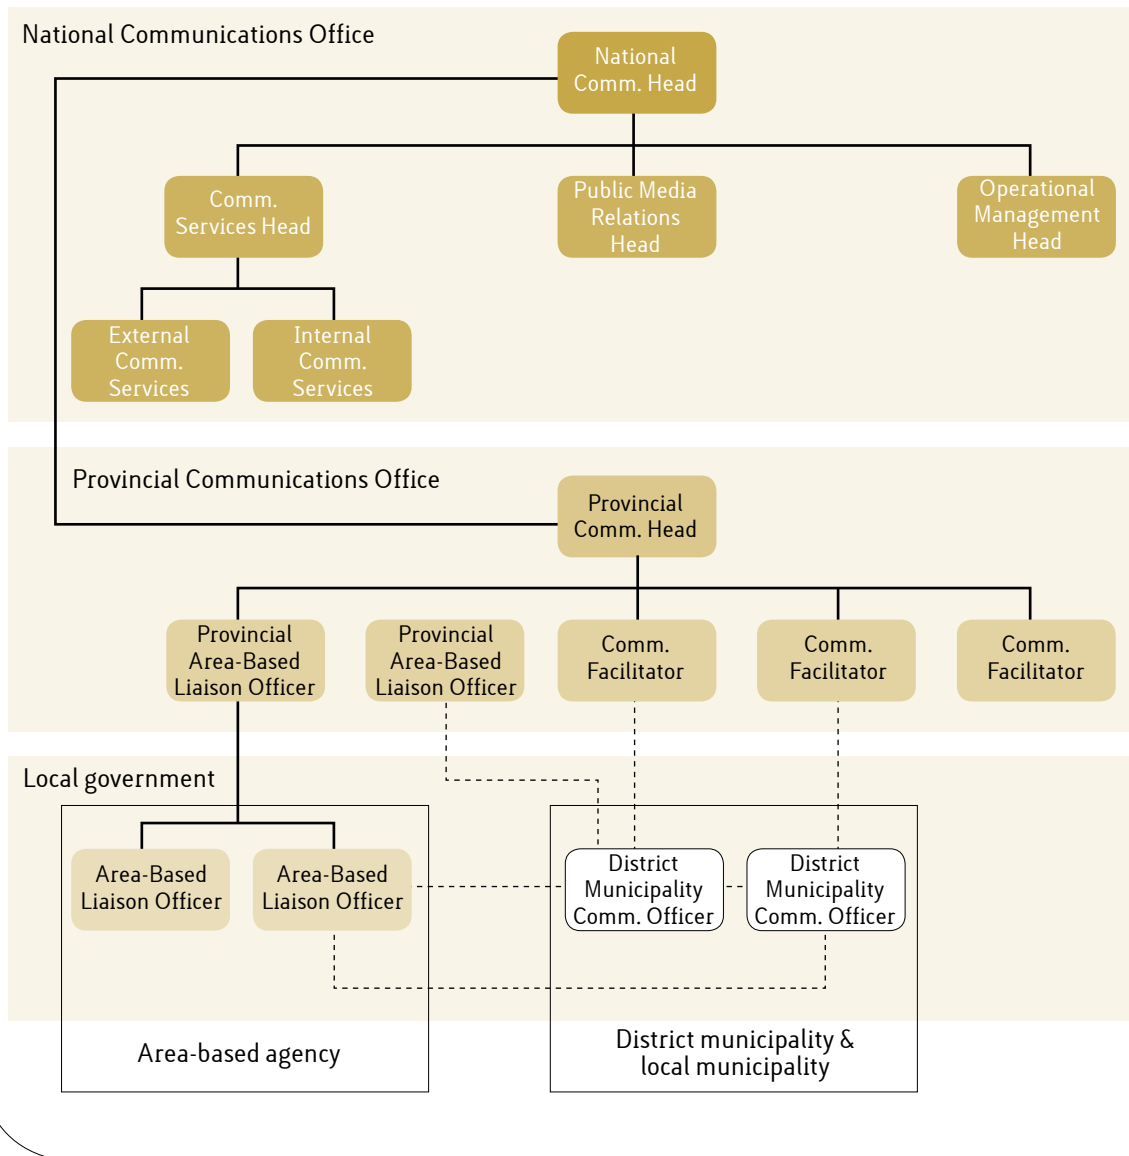 National Communications Office
National
Comm. Head
Comm.
Services Head
Public Media
Relations
Head
Operational
Management
Head
External
Comm.
Services
Internal
Comm.
Services
Provincial Communications Office
Provincial
Comm. Head
Provincial
Area-Based
Liaison Officer
Provincial
Area-Based
Liaison Officer
Comm.
Facilitator
Comm.
Facilitator
Comm.
Facilitator
Local government
Area-Based
Liaison Officer
Area-Based
Liaison Officer
District
Municipality
Comm. Officer
District
Municipality
Comm. Officer
Area-based agency
District municipality &
local municipality